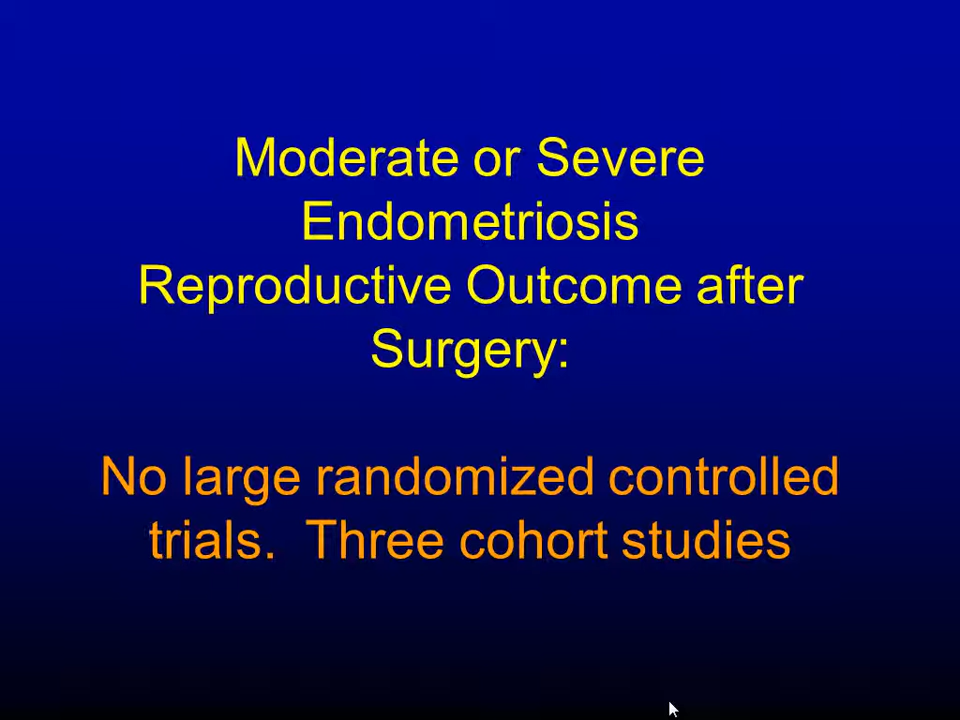 Moderate or Severe
Endometriosis
Reproductive Outcome after
Surgery:
No large randomized controlled
trials.  Three cohort studies